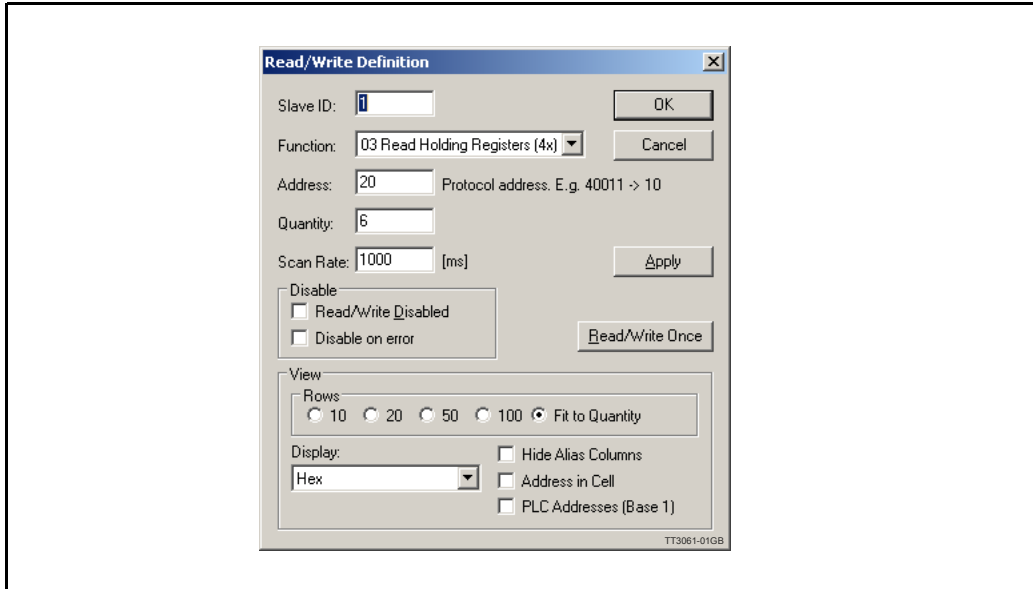 Read/Write Definition
Slave ID: 1 OK
Function: 03 Read Holding Registers (4x) Cancel
Address: 20 Protocol address. E.g. 40011 -> 10
Quantity: 6
Scan Rate: 1000 [ms] Apply
Disable
Read/Write Disabled
Disable on error Read/Write Once
View
Rows
10 20 50 100 Fit to Quantity
Display: Hide Alias Columns
Hex Address in Cell
PLC Addresses (Base 1)
TT3061-01GB